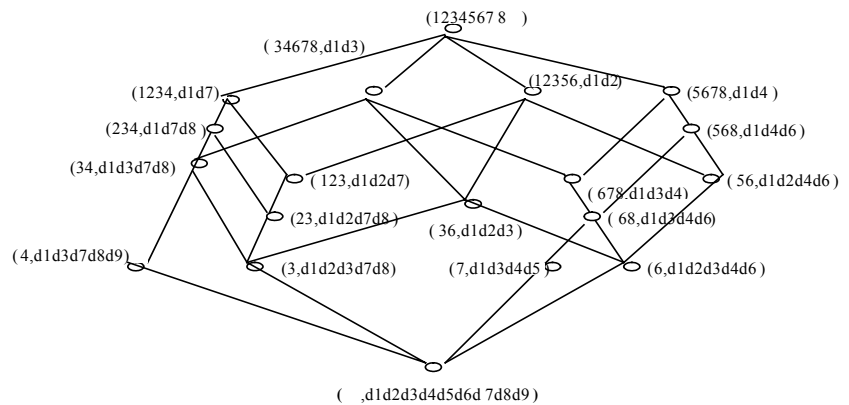 (1234567 8 )
( 34678,d1d3)
(1234,d1d7)
(12356,d1d2)
(5678,d1d4 )
(234,d1d7d8 )
(568,d1d4d6)
(34,d1d3d7d8)
( 123,d1d2d7)
( 678,d1d3d4)
( 56,d1d2d4d6)
(23,d1d2d7d8)
( 36,d1d2d3)
( 68,d1d3d4d6)
(4,d1d3d7d8d9)
(3,d1d2d3d7d8)
(7,d1d3d4d5)
(6,d1d2d3d4d6)
( ,d1d2d3d4d5d6d 7d8d9)